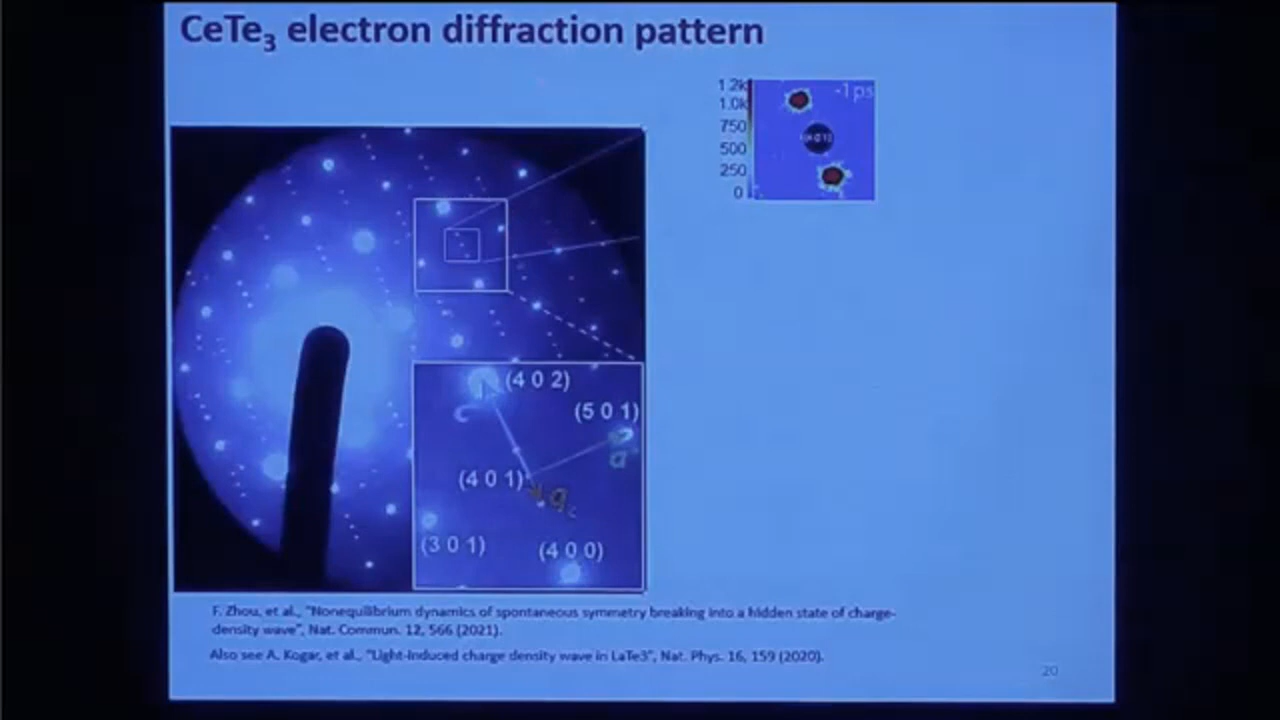 CeTe₃ electron diffraction pattern
1.2k
-1ps
1.0k
750
500
250
0
(4 0 2)
(5 0 1)
(4 0 1)
(3 0 1)
(4 0 0)
F. Zhou, et al., "Nonequilibrium dynamics of spontaneous symmetry breaking into a hidden state of charge-
density wave", Nat. Commun. 12, 566 (2021).
Also see A. Kogar, et al., "Light-induced charge density wave in LaTe3", Nat. Phys. 16, 159 (2020).
20